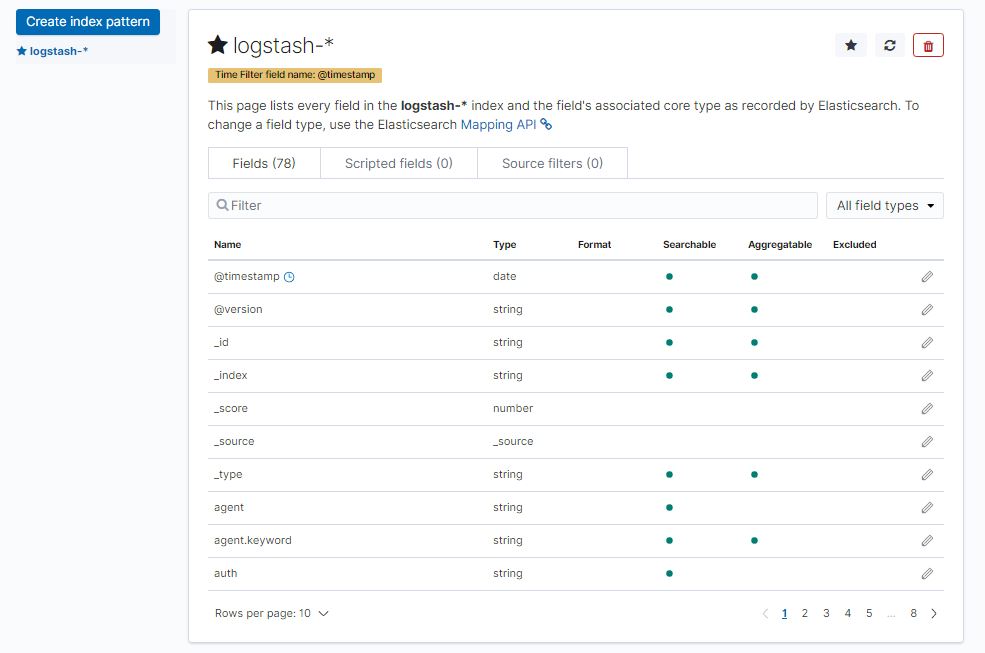 Create index pattern
logstash-*
logstash-*
Time Filter field name: @timestamp
This page lists every field in the logstash-* index and the field's associated core type as recorded by Elasticsearch. To
change a field type, use the Elasticsearch Mapping API
Fields (78) Scripted fields (0) Source filters (0)
Filter All field types
Name Type Format Searchable Aggregatable Excluded
@timestamp date
@version string
_id string
_index string
_score number
_source _source
_type string
agent string
agent.keyword string
auth string
Rows per page: 10 1 2 3 4 5 ... 8